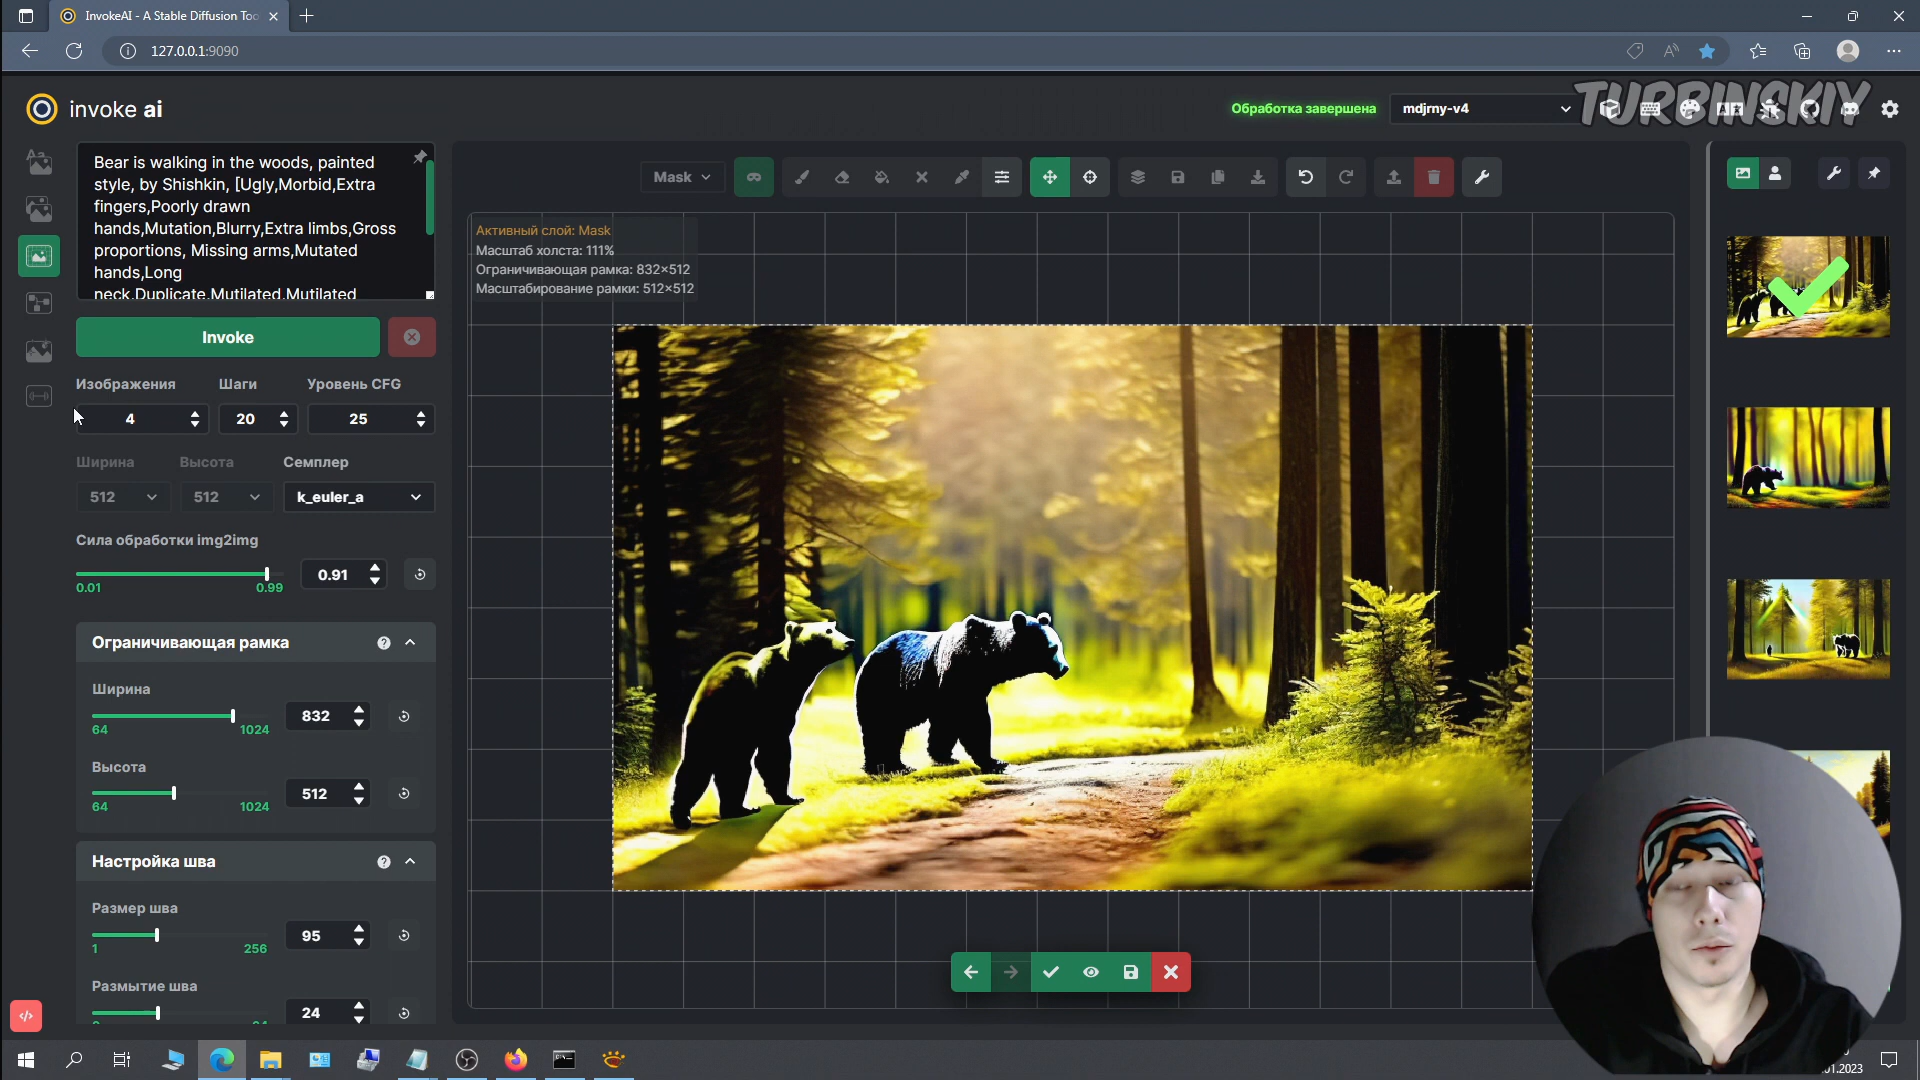 InvokeAI - A Stable Diffusion Too
127.0.0.1:9090
invoke ai
Обработка завершена
mdjrny-v4
TURBINSKIY
Bear is walking in the woods, painted
style, by Shishkin, [Ugly,Morbid,Extra
fingers,Poorly drawn
hands,Mutation,Blurry,Extra limbs,Gross
proportions, Missing arms,Mutated
hands,Long
neck,Duplicate,Mutilated,Mutilated
Mask
Активный слой: Mask
Масштаб холста: 111%
Ограничивающая рамка: 832×512
Масштабирование рамки: 512×512
Invoke
Изображения Шаги Уровень CFG
4 20 25
Ширина Высота Семплер
512 512 k_euler_a
Сила обработки img2img
0.91
0.01 0.99
Ограничивающая рамка
Ширина
832
64 1024
Высота
512
64 1024
Настройка шва
Размер шва
95
1 256
Размытие шва
24
.01.2023